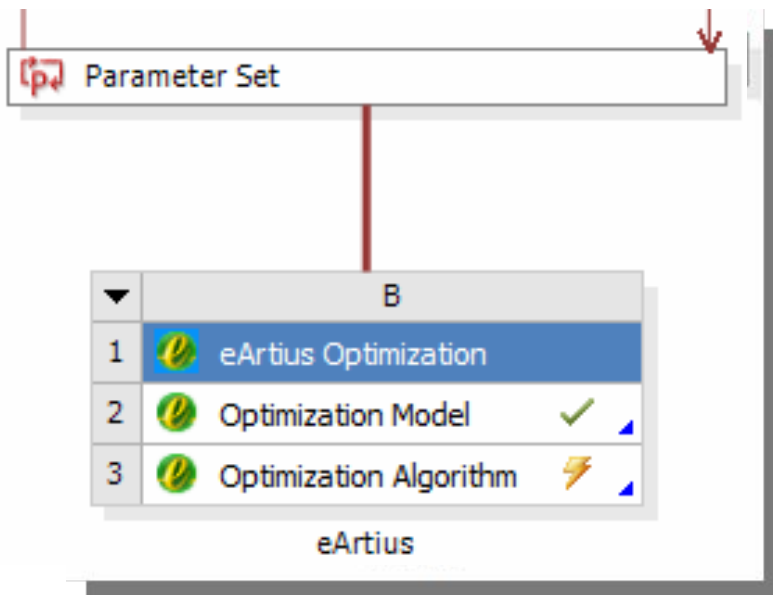 Parameter Set
B
1 eArtius Optimization
2 Optimization Model
3 Optimization Algorithm
eArtius